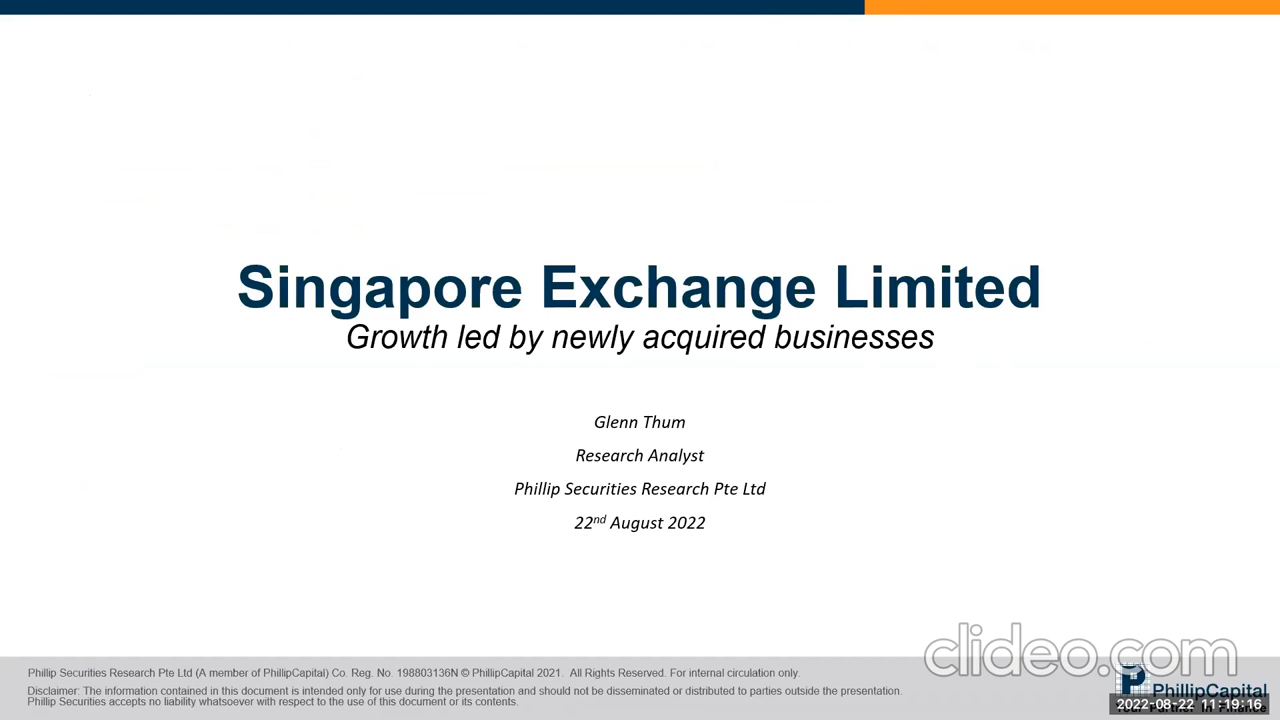 Singapore Exchange Limited
Growth led by newly acquired businesses
Glenn Thum
Research Analyst
Phillip Securities Research Pte Ltd
22nd August 2022
clideo.com
Phillip Securities Research Pte Ltd (A member of PhillipCapital) Co. Reg. No. 198803136N © PhillipCapital 2021. All Rights Reserved. For internal circulation only.
Disclaimer: The information contained in this document is intended only for use during the presentation and should not be disseminated or distributed to parties outside the presentation.
Phillip Securities accepts no liability whatsoever with respect to the use of this document or its contents.
PhillipCapital
Your Partner In Finance
2022-08-22 11:19:16